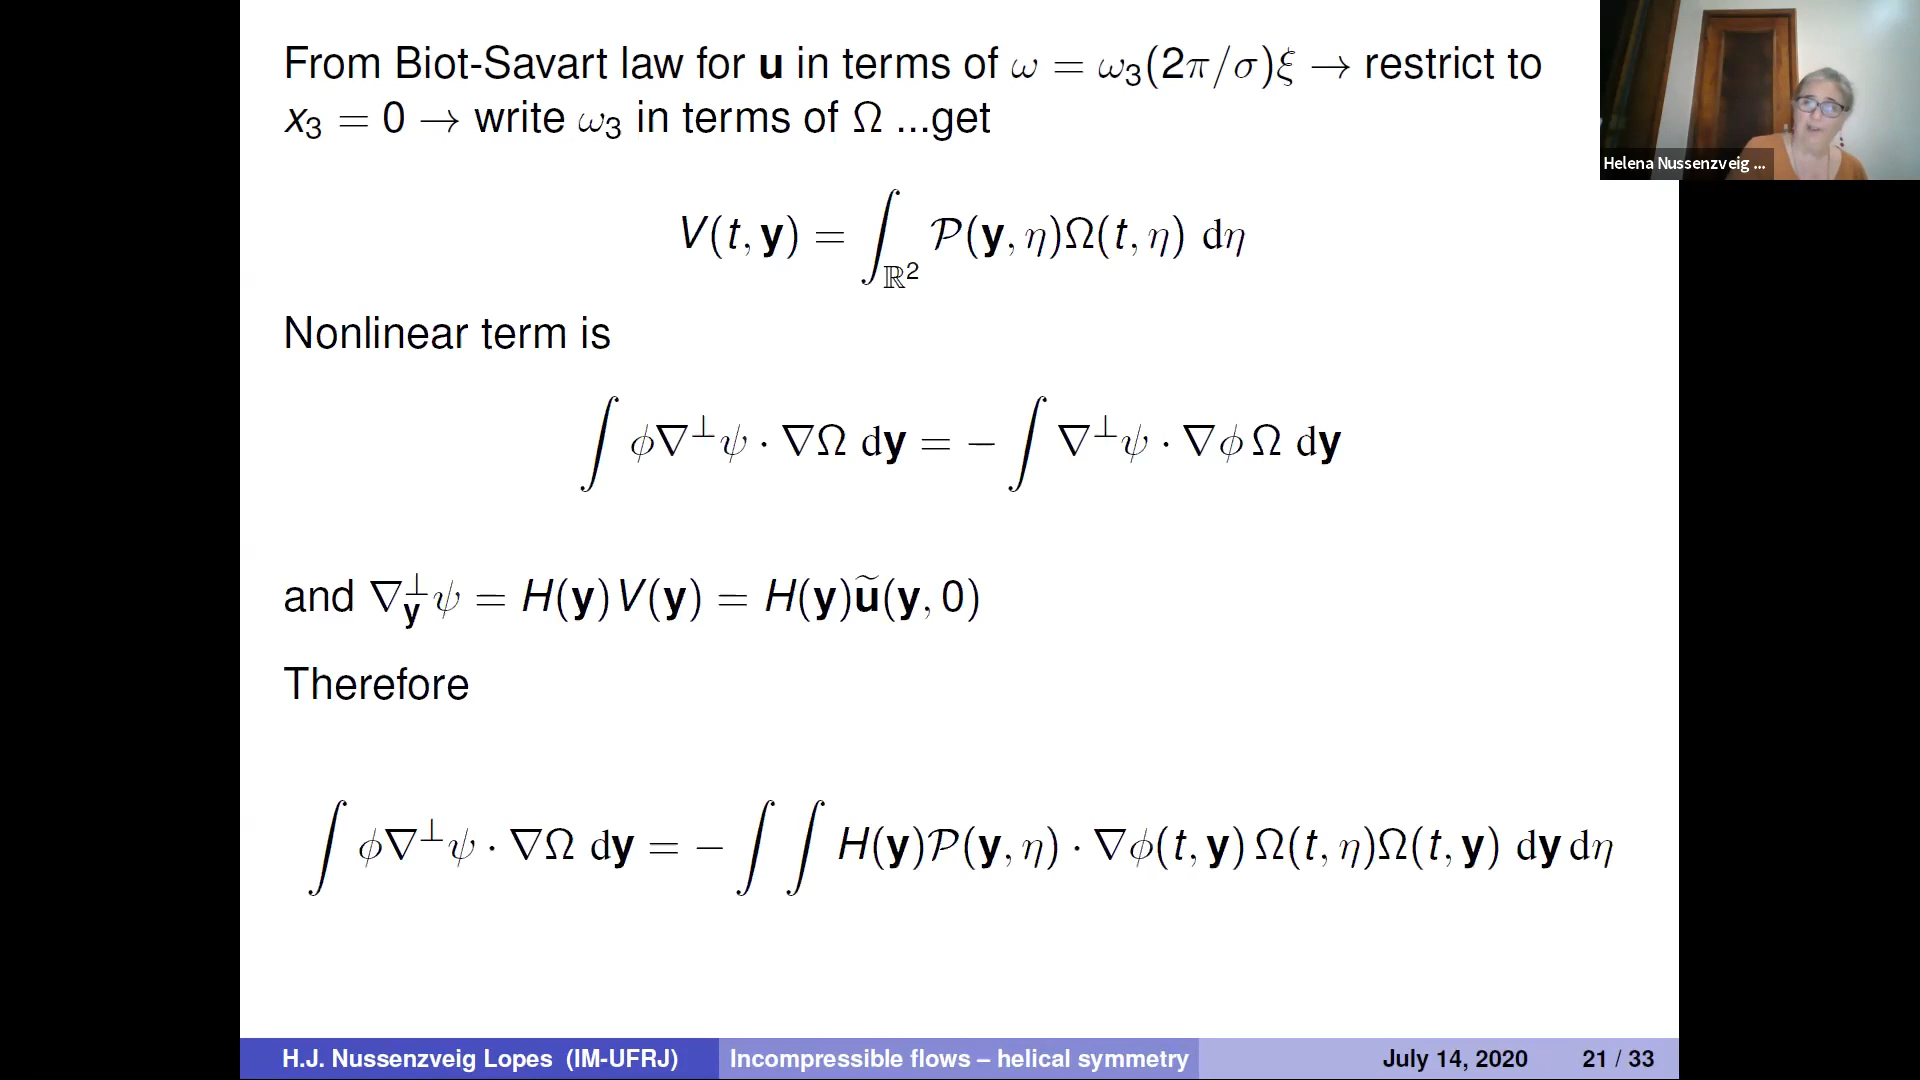 From Biot-Savart law for u in terms of ω = ω₃(2π/σ)ξ → restrict to
x₃ = 0 → write ω₃ in terms of Ω ...get
V(t, y) = ∫_ℝ² 𝒫(y, η)Ω(t, η) dη
Nonlinear term is
∫ ϕ∇^⊥ψ · ∇Ω dy = − ∫ ∇^⊥ψ · ∇ϕ Ω dy
and ∇_y^⊥ψ = H(y)V(y) = H(y)ũ(y, 0)
Therefore
∫ ϕ∇^⊥ψ · ∇Ω dy = − ∫ ∫ H(y)𝒫(y, η) · ∇ϕ(t, y) Ω(t, η)Ω(t, y) dy dη
H.J. Nussenzveig Lopes (IM-UFRJ) Incompressible flows – helical symmetry July 14, 2020 21 / 33
Helena Nussenzveig ...